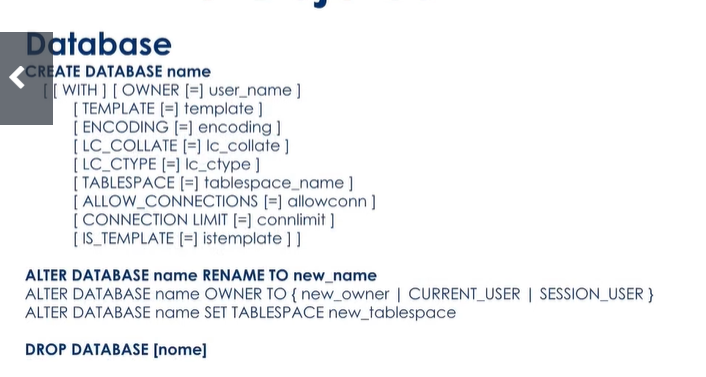 Database
CREATE DATABASE name
[ [ WITH ] [ OWNER [=] user_name ]
[ TEMPLATE [=] template ]
[ ENCODING [=] encoding ]
[ LC_COLLATE [=] lc_collate ]
[ LC_CTYPE [=] lc_ctype ]
[ TABLESPACE [=] tablespace_name ]
[ ALLOW_CONNECTIONS [=] allowconn ]
[ CONNECTION LIMIT [=] connlimit ]
[ IS_TEMPLATE [=] istemplate ] ]
ALTER DATABASE name RENAME TO new_name
ALTER DATABASE name OWNER TO { new_owner | CURRENT_USER | SESSION_USER }
ALTER DATABASE name SET TABLESPACE new_tablespace
DROP DATABASE [nome]